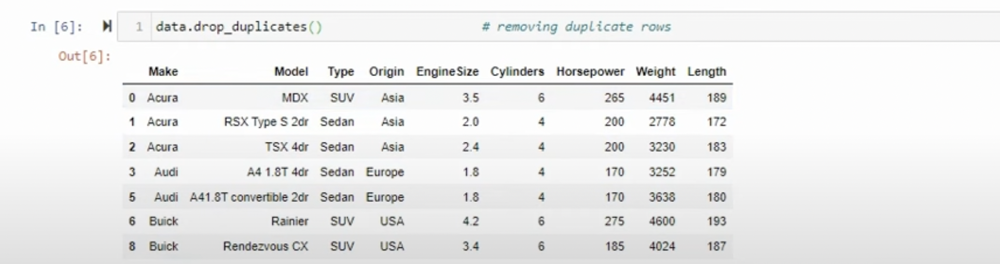 In [6]: 1 data.drop_duplicates() # removing duplicate rows
Out[6]:
Make Model Type Origin EngineSize Cylinders Horsepower Weight Length
0 Acura MDX SUV Asia 3.5 6 265 4451 189
1 Acura RSX Type S 2dr Sedan Asia 2.0 4 200 2778 172
2 Acura TSX 4dr Sedan Asia 2.4 4 200 3230 183
3 Audi A4 1.8T 4dr Sedan Europe 1.8 4 170 3252 179
5 Audi A41.8T convertible 2dr Sedan Europe 1.8 4 170 3638 180
6 Buick Rainier SUV USA 4.2 6 275 4600 193
8 Buick Rendezvous CX SUV USA 3.4 6 185 4024 187